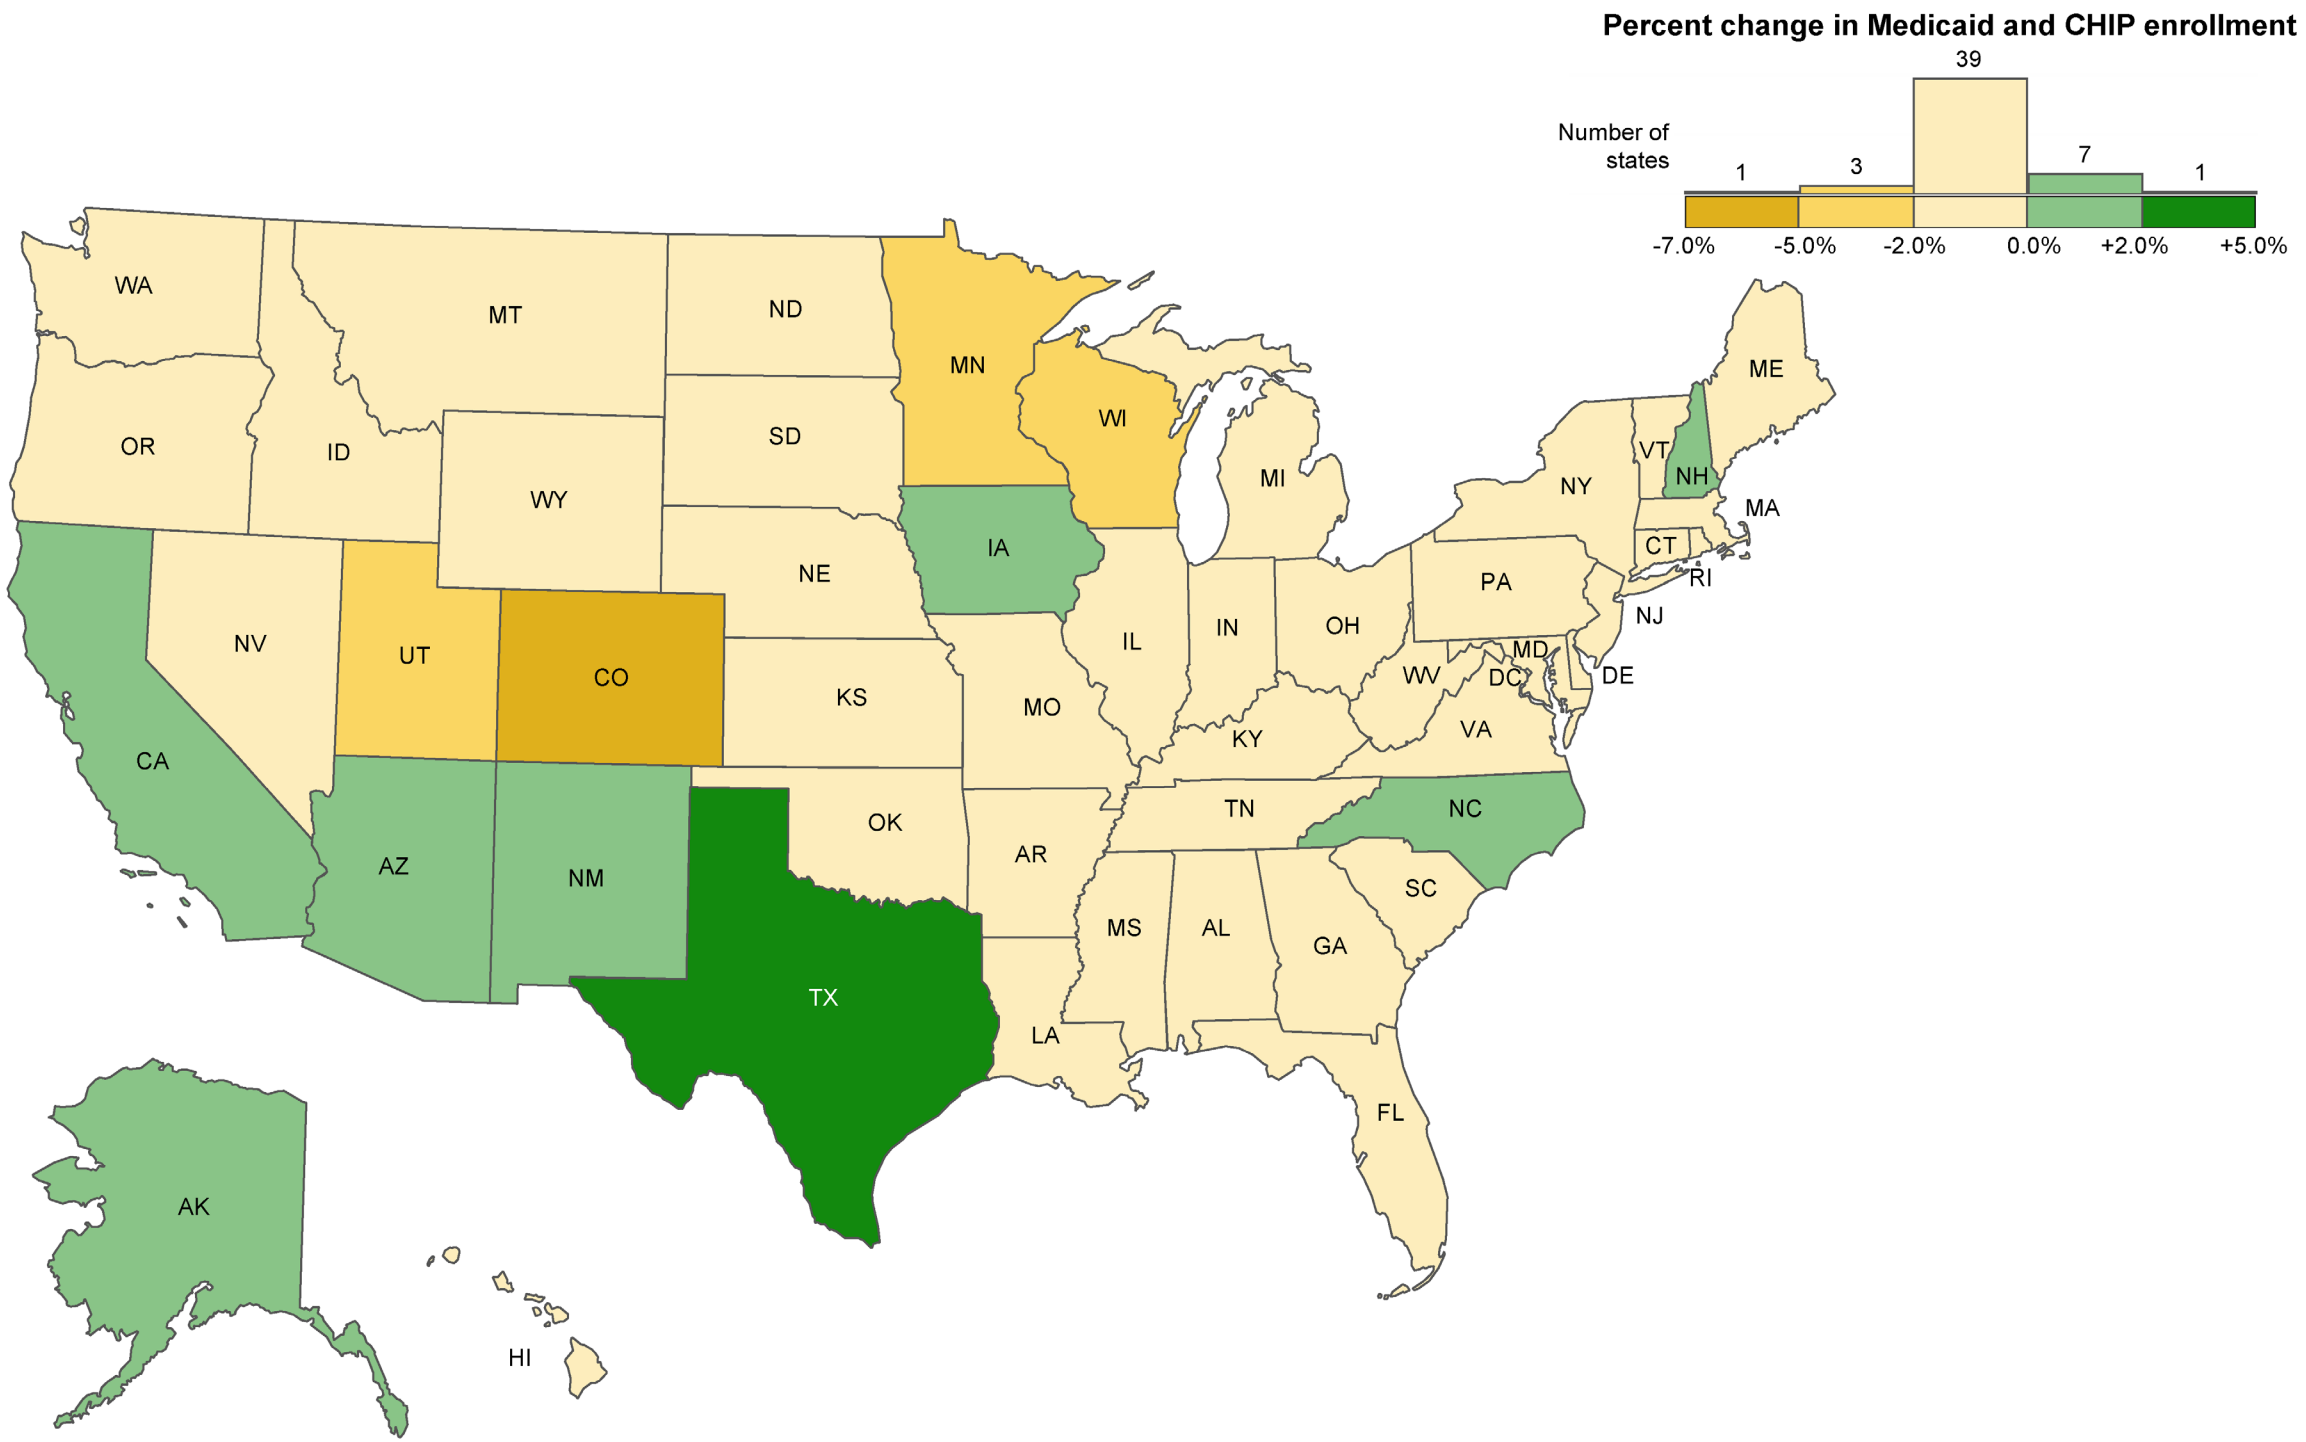 Percent change in Medicaid and CHIP enrollment
39
Number of
states
1
3
7
1
-7.0%
-5.0%
-2.0%
0.0%
+2.0%
+5.0%
WA
MT
ND
MN
ME
OR
ID
SD
WI
WY
MI
NY
VT
NH
MA
IA
CT
NE
PA
RI
NJ
NV
UT
CO
KS
MO
IL
IN
OH
WV
MD
DC
DE
VA
KY
CA
AZ
NM
OK
AR
TN
NC
SC
MS
AL
GA
TX
LA
FL
AK
HI